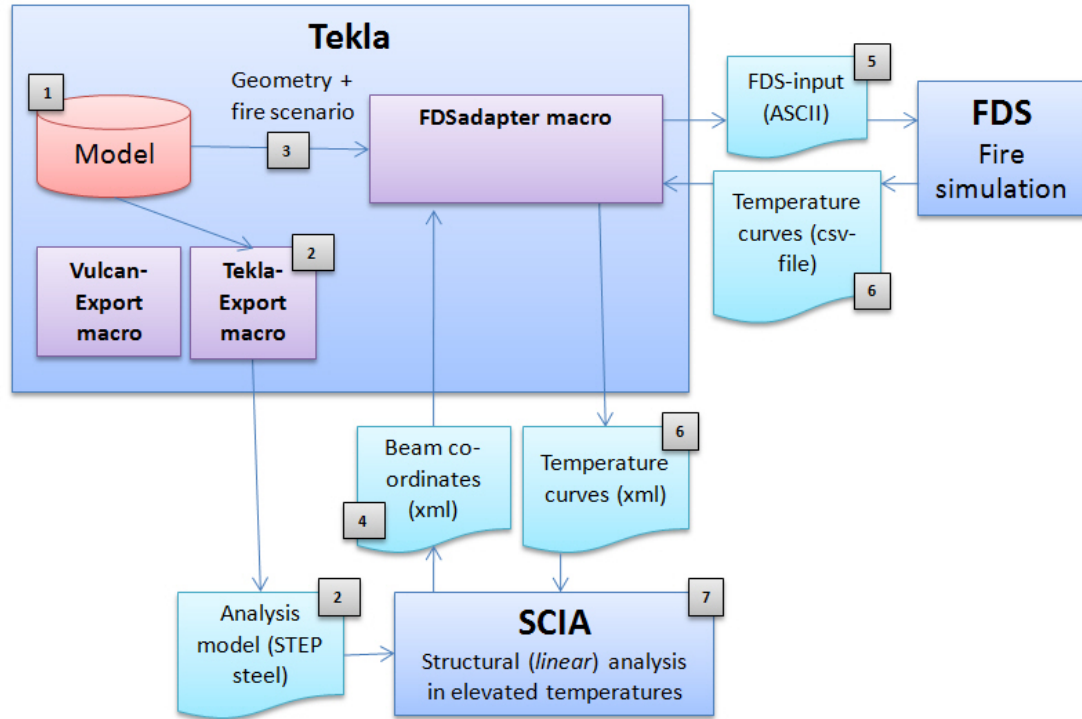 Tekla
1
Model
Geometry +
fire scenario
3
FDSadapter macro
5
FDS-input
(ASCII)
FDS
Fire
simulation
Temperature
curves (csv-
file)
6
Vulcan-
Export
macro
2
Tekla-
Export
macro
Beam co-
ordinates
(xml)
4
6
Temperature
curves (xml)
2
Analysis
model (STEP
steel)
7
SCIA
Structural (linear) analysis
in elevated temperatures